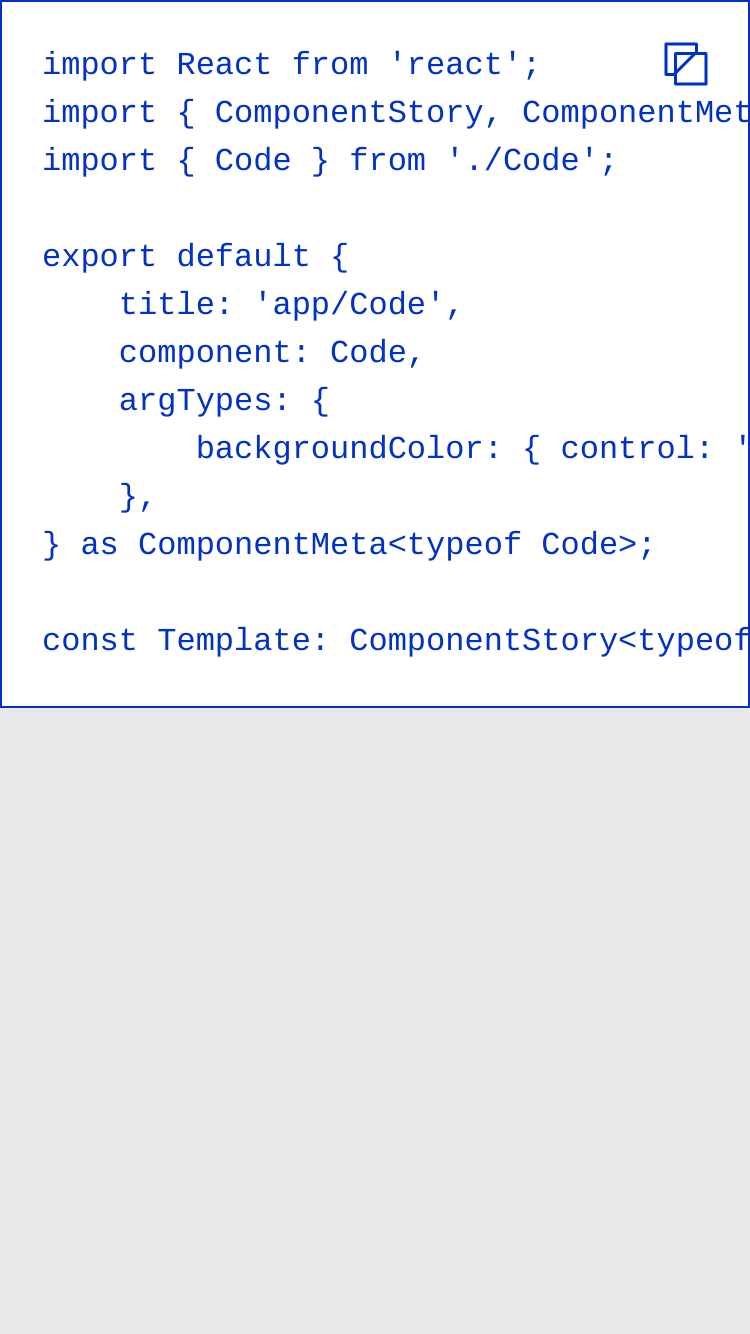 import React from 'react';
import { ComponentStory, ComponentMet
import { Code } from './Code';

export default {
    title: 'app/Code',
    component: Code,
    argTypes: {
        backgroundColor: { control: '
    },
} as ComponentMeta<typeof Code>;

const Template: ComponentStory<typeof